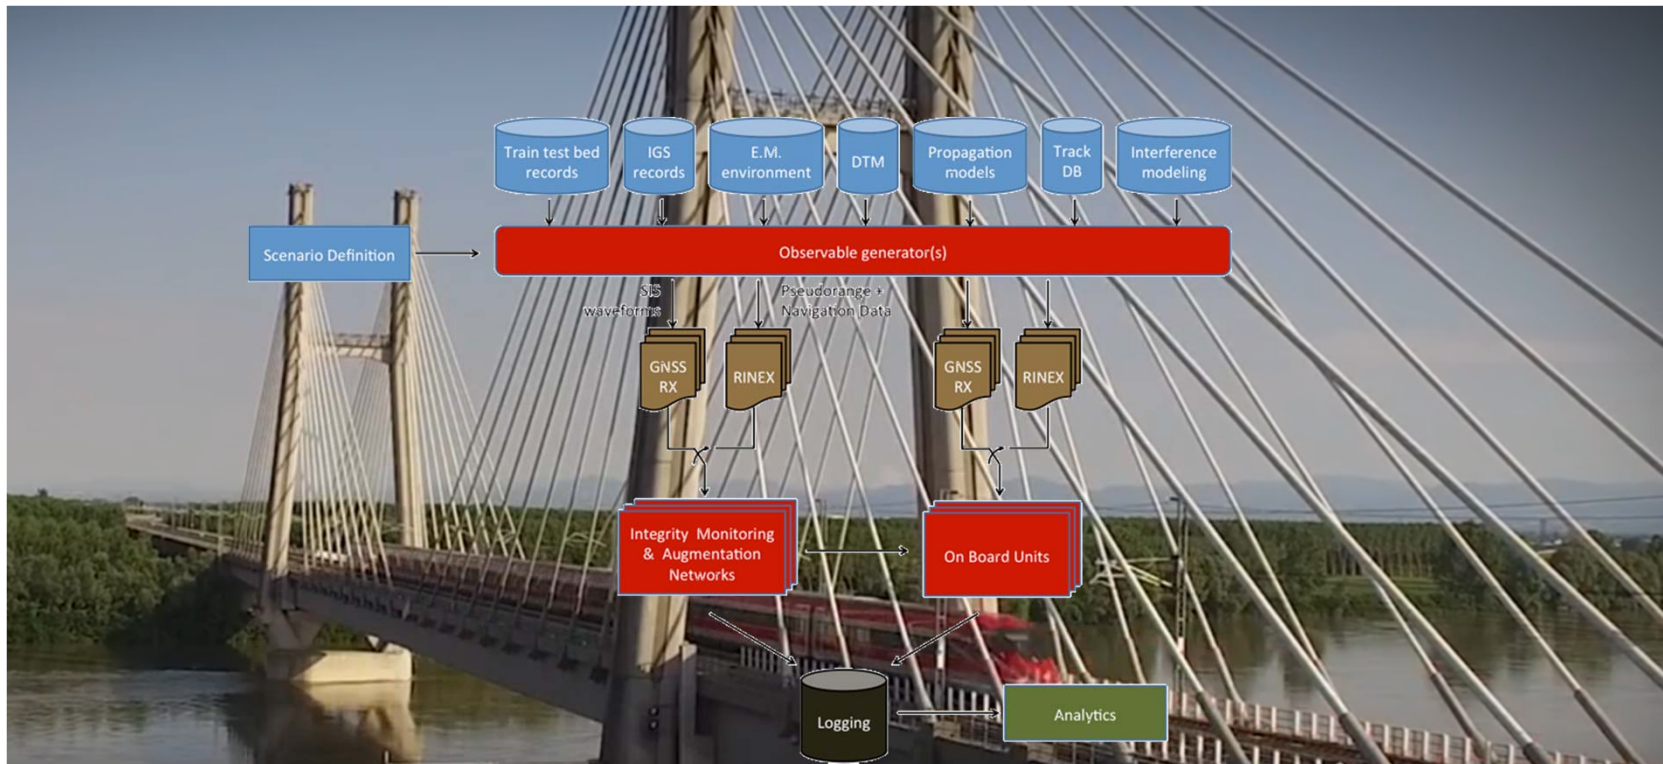 Train test bed
records
IGS
records
E.M.
environment
DTM
Propagation
models
Track
DB
Interference
modeling
Scenario Definition
Observable generator(s)
SIS
waveforms
Pseudorange +
Navigation Data
GNSS
RX
RINEX
GNSS
RX
RINEX
Integrity Monitoring
& Augmentation
Networks
On Board Units
Logging
Analytics